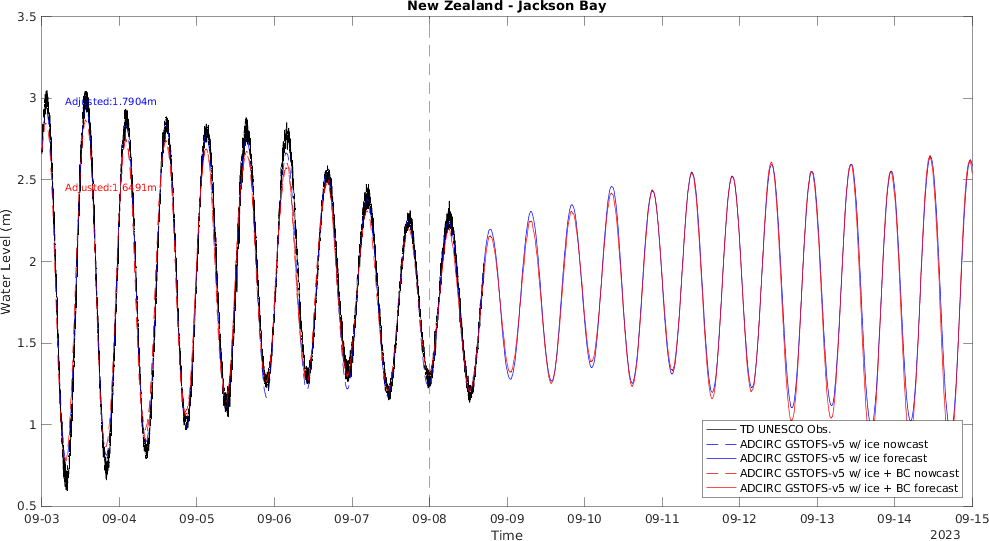 New Zealand - Jackson Bay
3.5
3
2.5
2
1.5
1
0.5
Water Level (m)
Adjusted:1.7904m
Adjusted:1.6491m
TD UNESCO Obs.
ADCIRC GSTOFS-v5 w/ ice nowcast
ADCIRC GSTOFS-v5 w/ ice forecast
ADCIRC GSTOFS-v5 w/ ice + BC nowcast
ADCIRC GSTOFS-v5 w/ ice + BC forecast
09-03 09-04 09-05 09-06 09-07 09-08 09-09 09-10 09-11 09-12 09-13 09-14 09-15
Time
2023